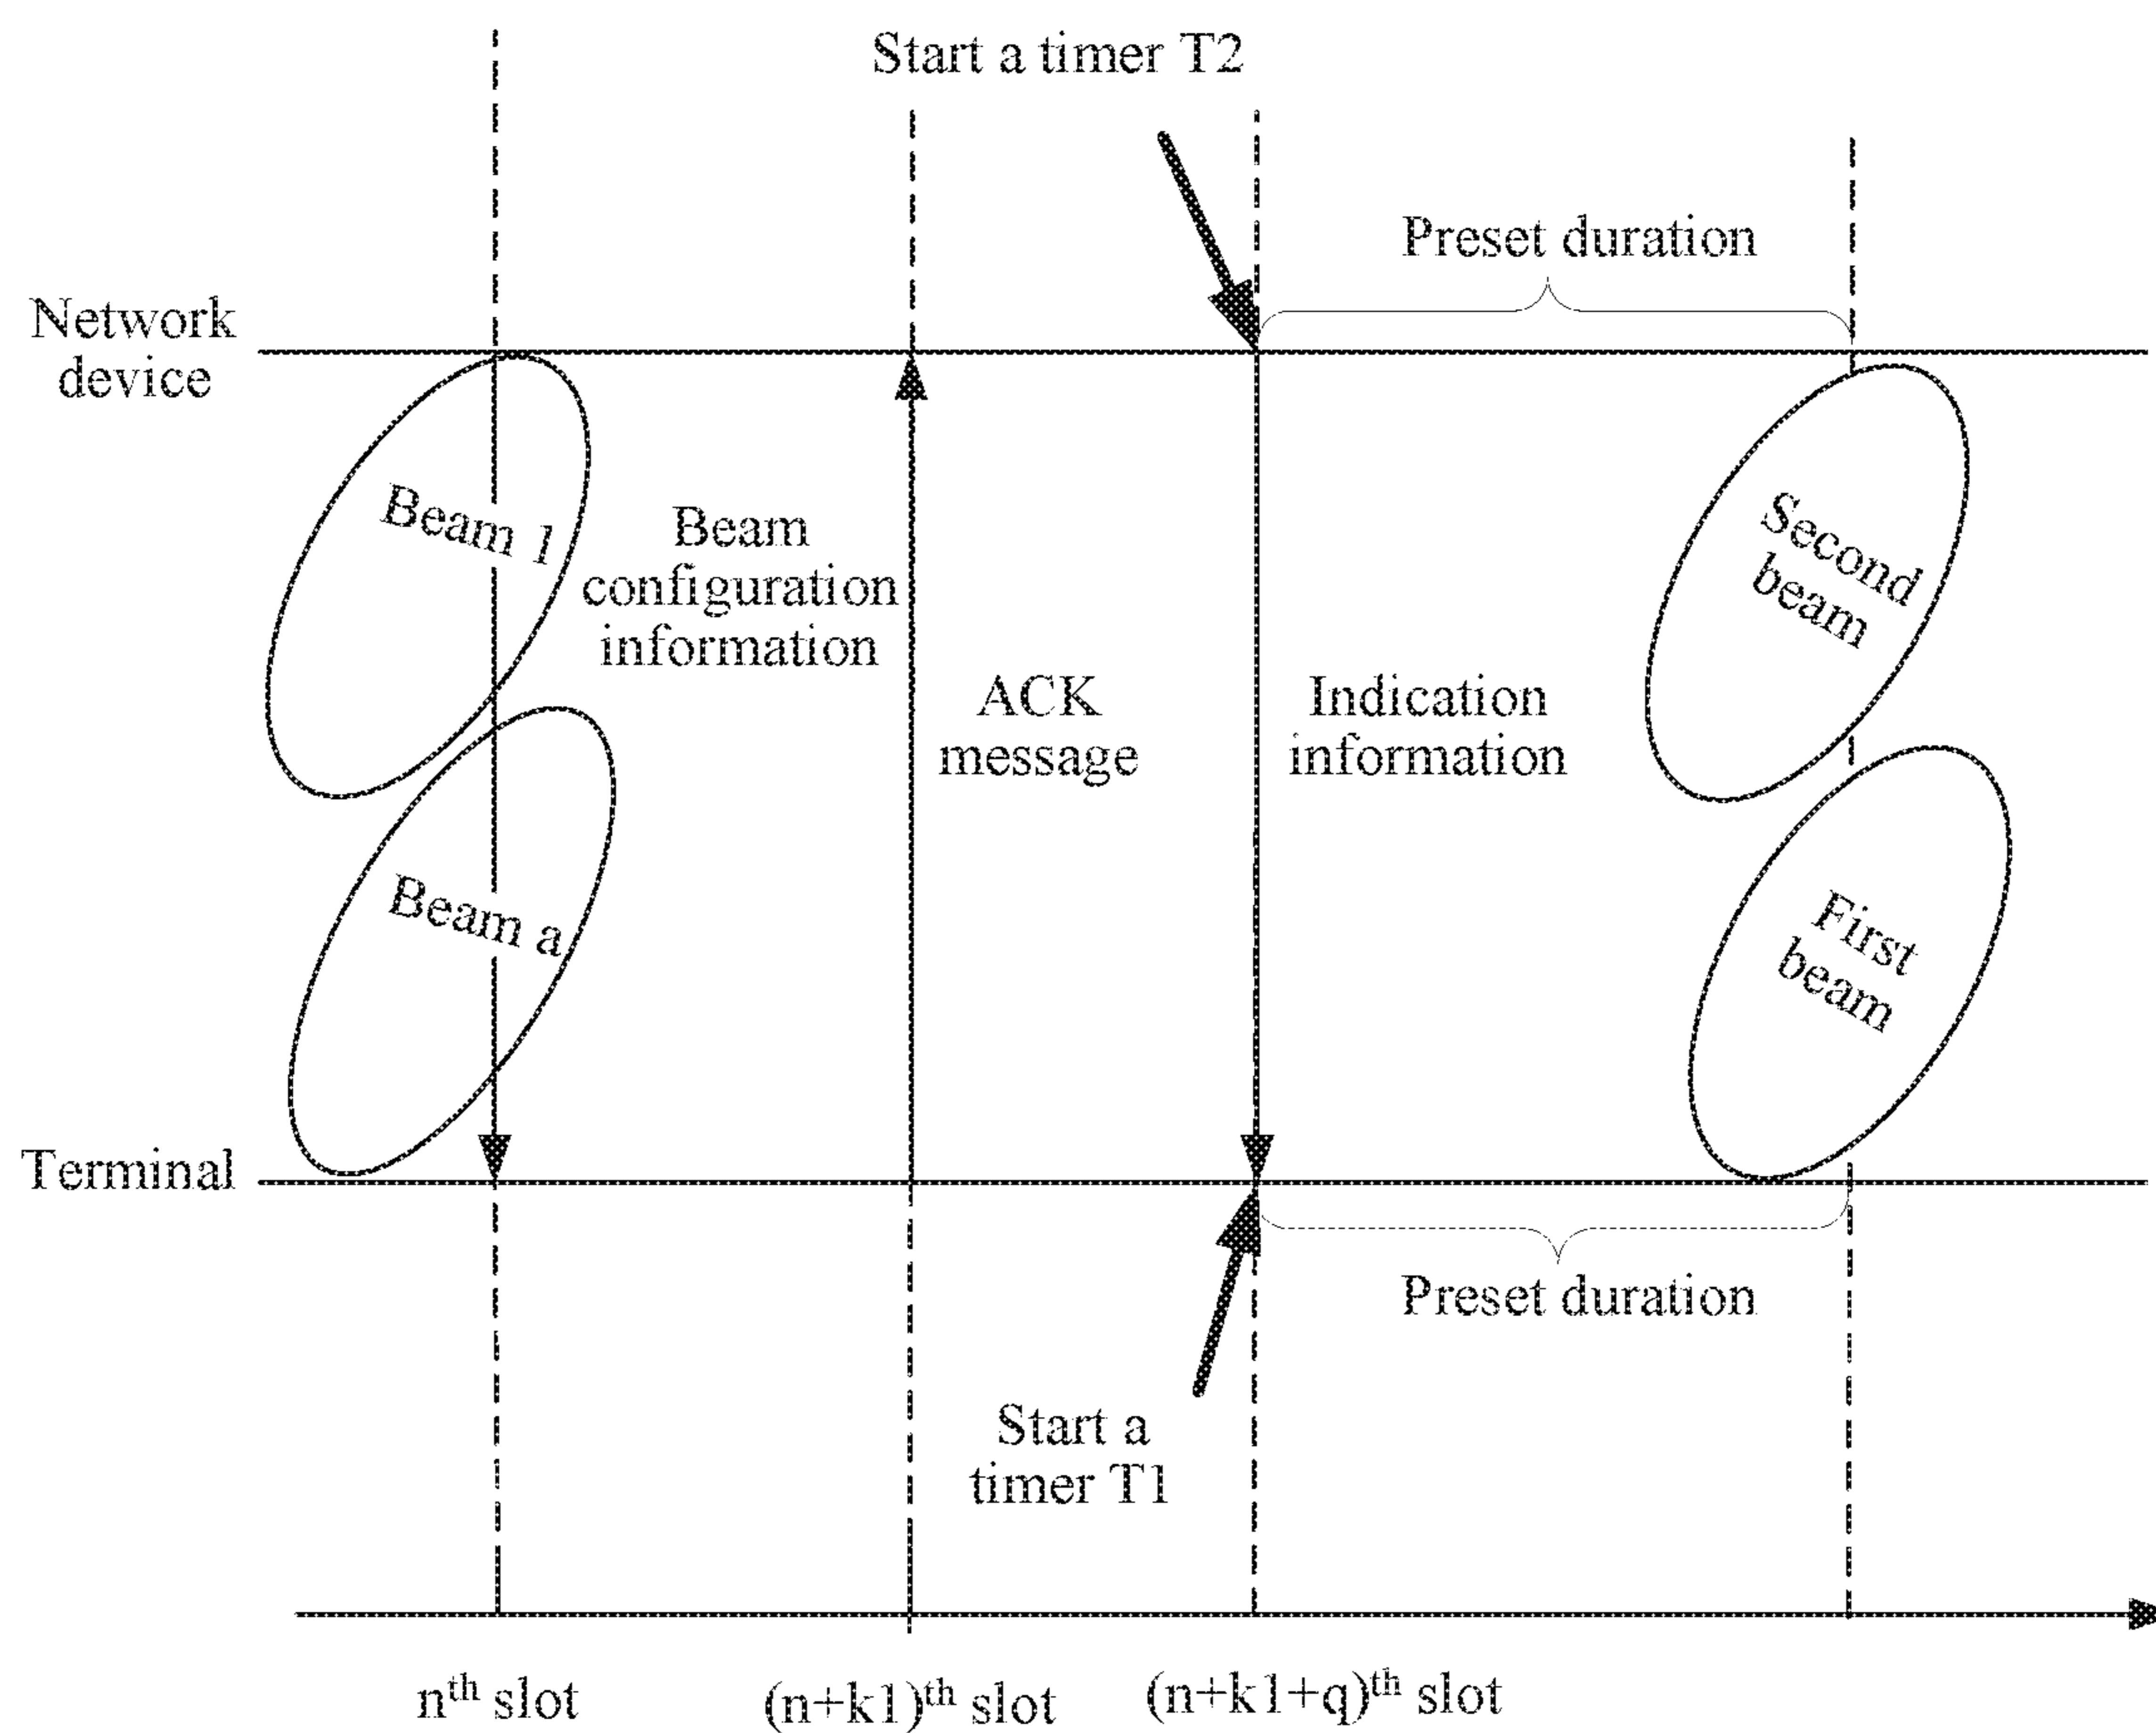 Start a timer T2
Preset duration
Network
device
Beam 1
Beam
configuration
information
Second
beam
ACK
message
Indication
information
Beam a
First
beam
Terminal
Preset duration
Start a
timer T1
nth slot
(n+k1)th slot
(n+k1+q)th slot